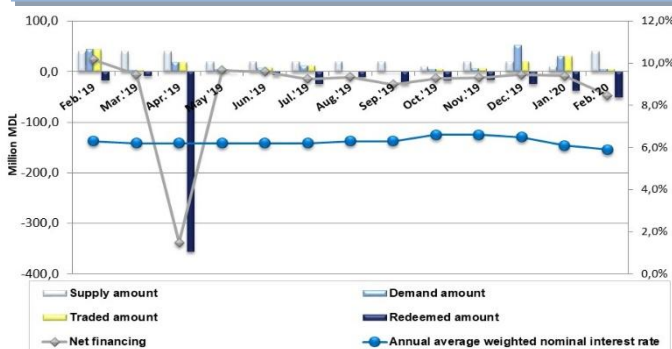 100,0
0,0
-100,0
-200,0
-300,0
-400,0
Million MDL
12,0%
10,0%
8,0%
6,0%
4,0%
2,0%
0,0%
Feb.'19
Mar.'19
Apr.'19
May '19
Jun.'19
Jul.'19
Aug.'19
Sep.'19
Oct.'19
Nov.'19
Dec.'19
Jan.'20
Feb.'20
Supply amount
Demand amount
Traded amount
Redeemed amount
Net financing
Annual average weighted nominal interest rate